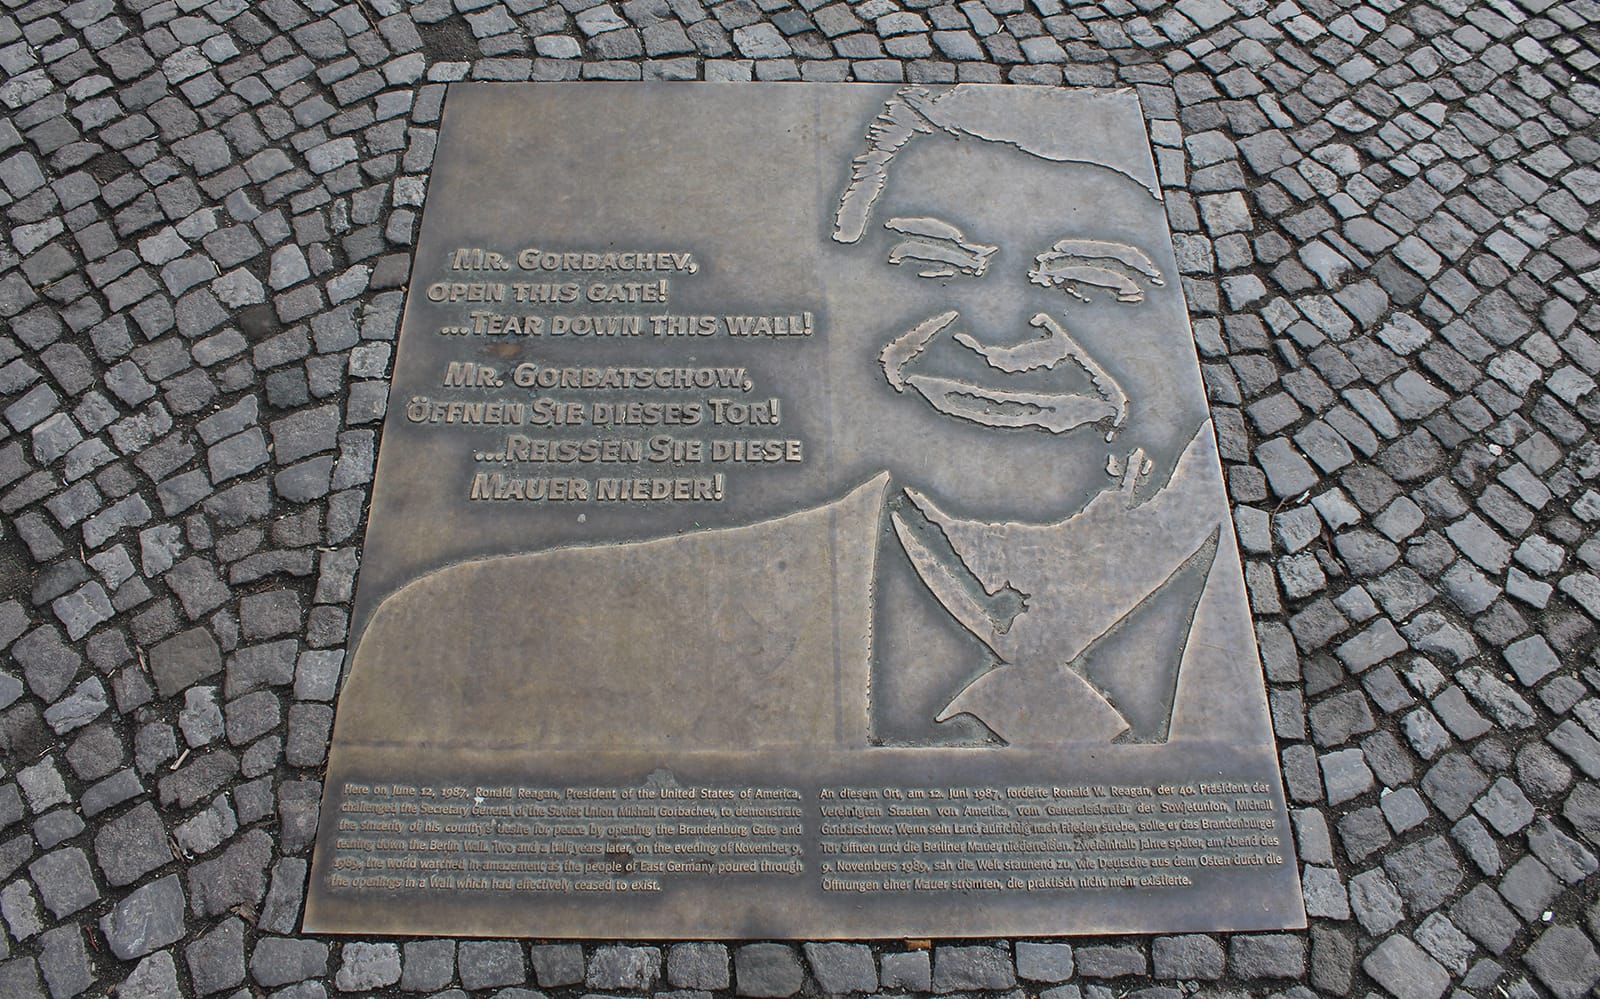 MR. GORBACHEV,
OPEN THIS GATE!
...TEAR DOWN THIS WALL!
MR. GORBATSCHOW,
ÖFFNEN SIE DIESES TOR!
...REISSEN SIE DIESE
MAUER NIEDER!
Here on June 12, 1987, Ronald Reagan, President of the United States of America,
challenged the Secretary General of the Soviet Union Mikhail Gorbachev, to demonstrate
the sincerity of his country's desire for peace by opening the Brandenburg Gate and
tearing down the Berlin Wall. Two and a half years later, on the evening of November 9,
1989, the world watched in amazement as the people of East Germany poured through
the openings in a Wall which had effectively ceased to exist.
An diesem Ort, am 12. Juni 1987, forderte Ronald W. Reagan, der 40. Präsident der
Vereinigten Staaten von Amerika, vom Generalsekretär der Sowjetunion, Michail
Gorbatschow: Wenn sein Land aufrichtig nach Frieden strebe, solle er das Brandenburger
Tor öffnen und die Berliner Mauer niederreißen. Zweieinhalb Jahre später, am Abend des
9. Novembers 1989, sah die Welt staunend zu, wie Deutsche aus dem Osten durch die
Öffnungen einer Mauer strömten, die praktisch nicht mehr existierte.